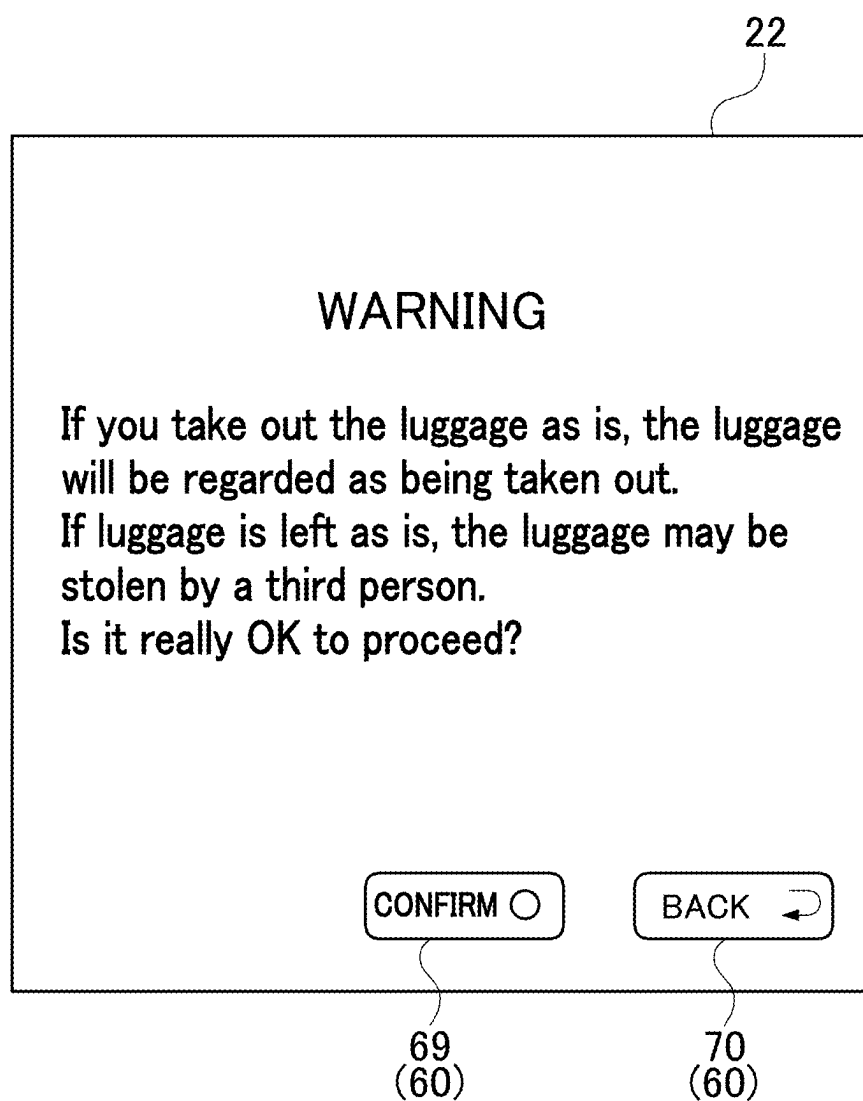 22
WARNING
If you take out the luggage as is, the luggage
will be regarded as being taken out.
If luggage is left as is, the luggage may be
stolen by a third person.
Is it really OK to proceed?
CONFIRM BACK
69 70
(60) (60)